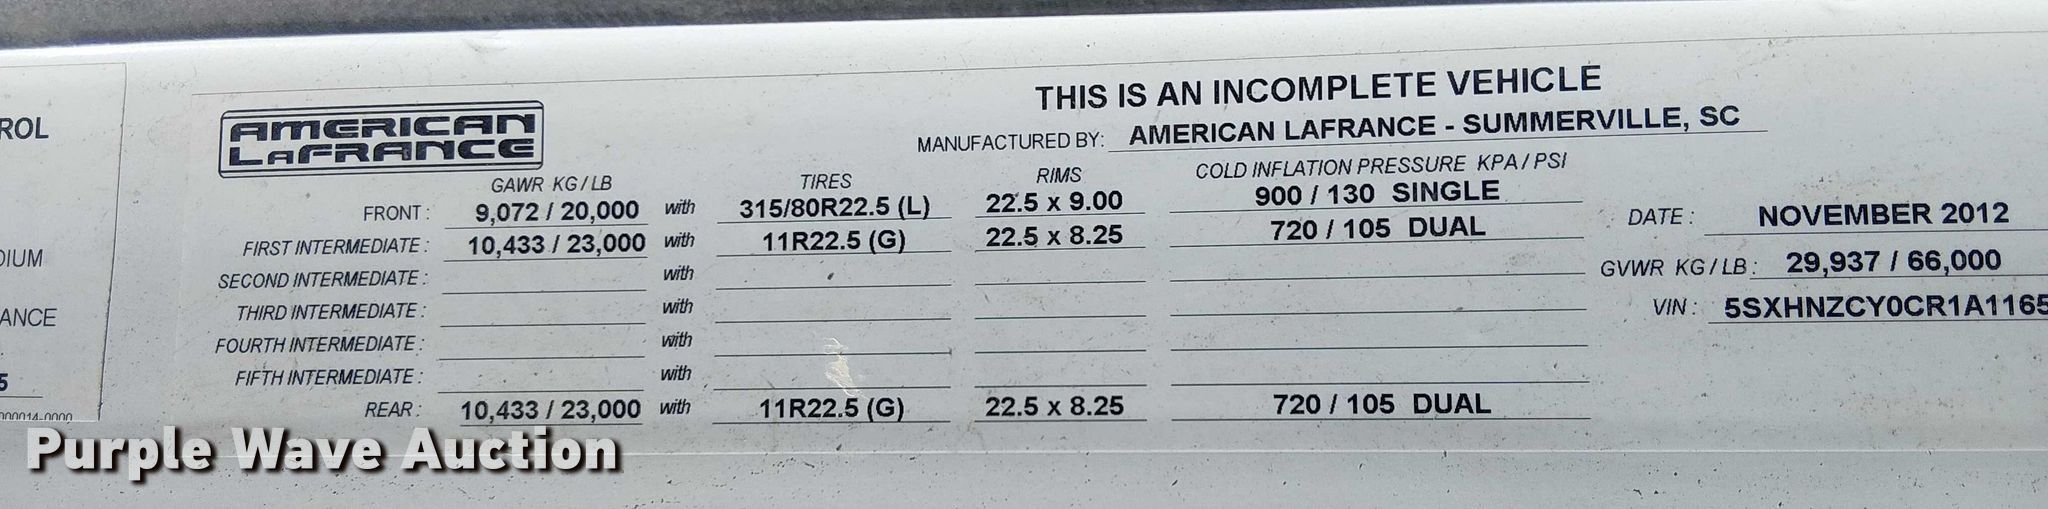 ROL
DIUM
ANCE
5
000014-0000
AMERICAN
LAFRANCE
THIS IS AN INCOMPLETE VEHICLE
MANUFACTURED BY: AMERICAN LAFRANCE - SUMMERVILLE, SC
GAWR KG/LB TIRES RIMS COLD INFLATION PRESSURE KPA/PSI
FRONT: 9,072 / 20,000 with 315/80R22.5 (L) 22.5 x 9.00 900 / 130 SINGLE
FIRST INTERMEDIATE: 10,433 / 23,000 with 11R22.5 (G) 22.5 x 8.25 720 / 105 DUAL
SECOND INTERMEDIATE: with
THIRD INTERMEDIATE: with
FOURTH INTERMEDIATE: with
FIFTH INTERMEDIATE: with
REAR: 10,433 / 23,000 with 11R22.5 (G) 22.5 x 8.25 720 / 105 DUAL
DATE: NOVEMBER 2012
GVWR KG/LB: 29,937 / 66,000
VIN: 5SXHNZCY0CR1A1165
Purple Wave Auction